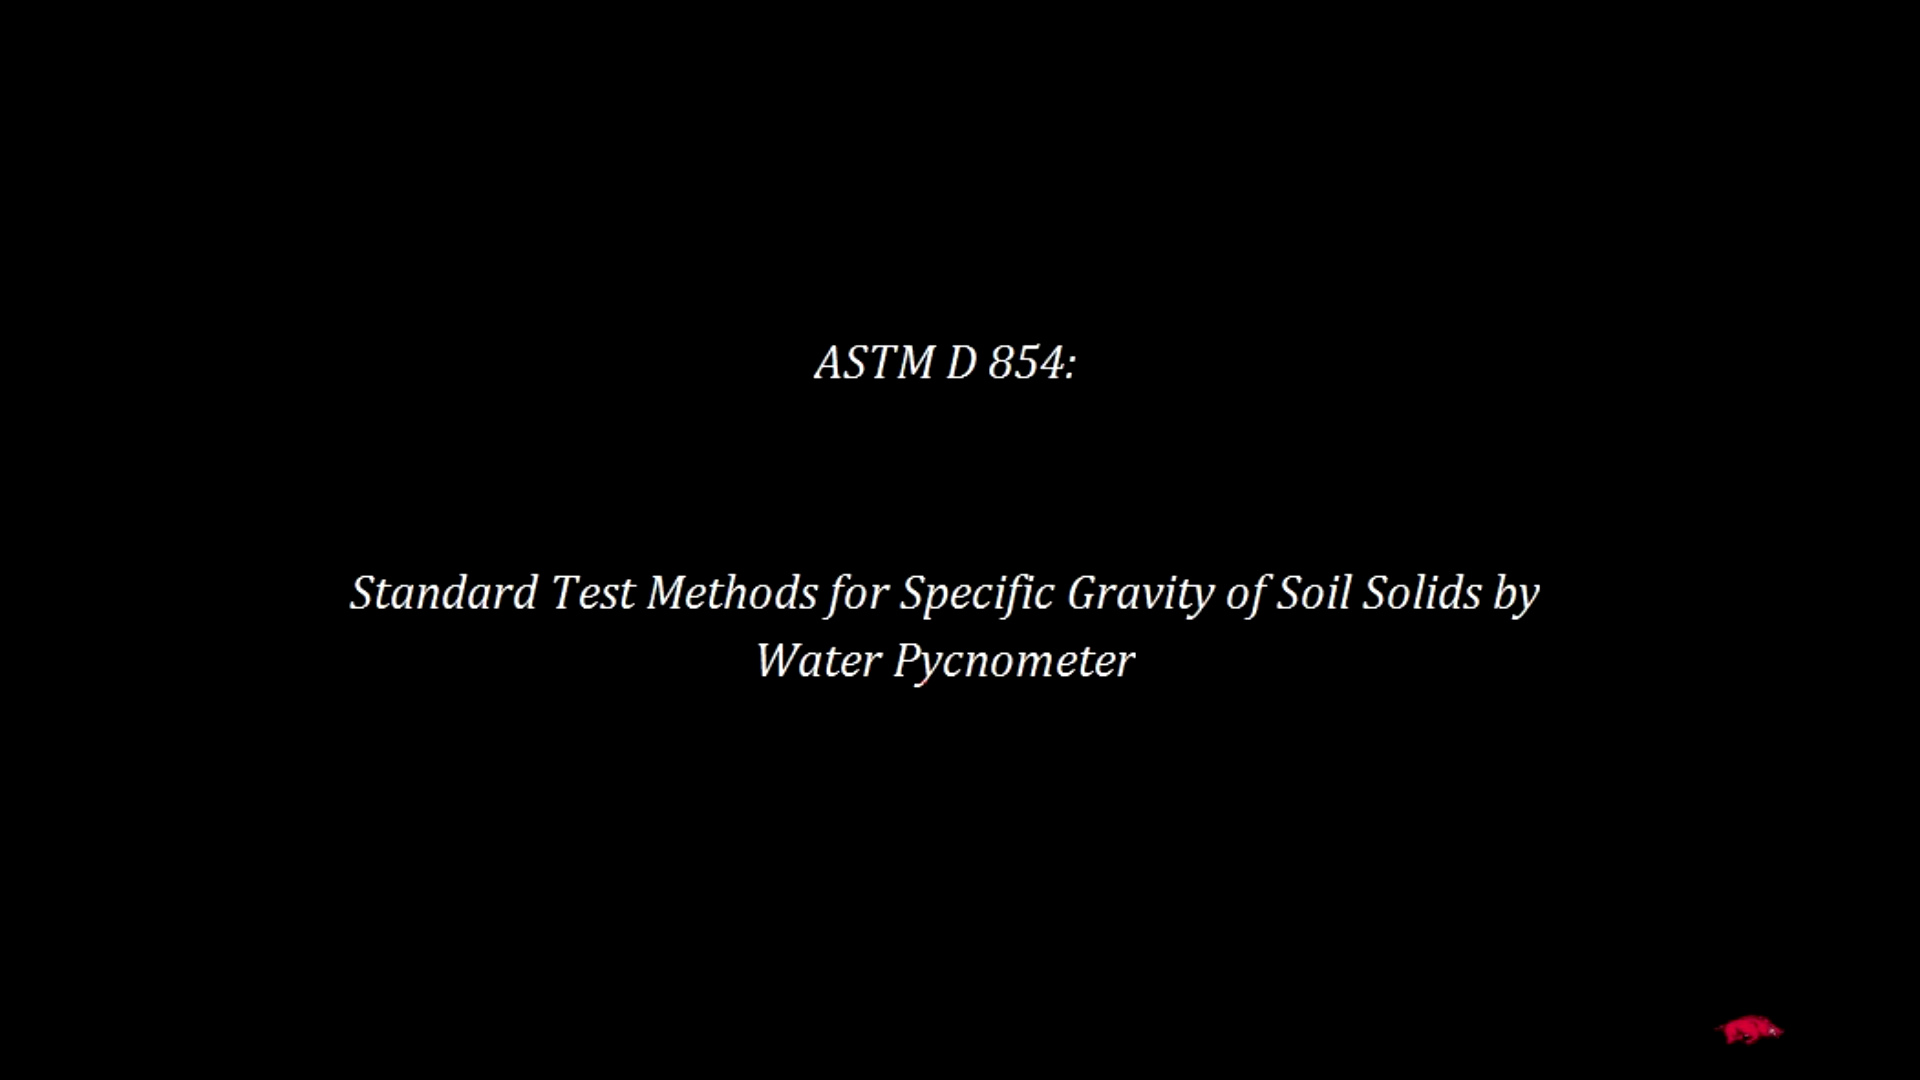 ASTM D 854:
Standard Test Methods for Specific Gravity of Soil Solids by
Water Pycnometer